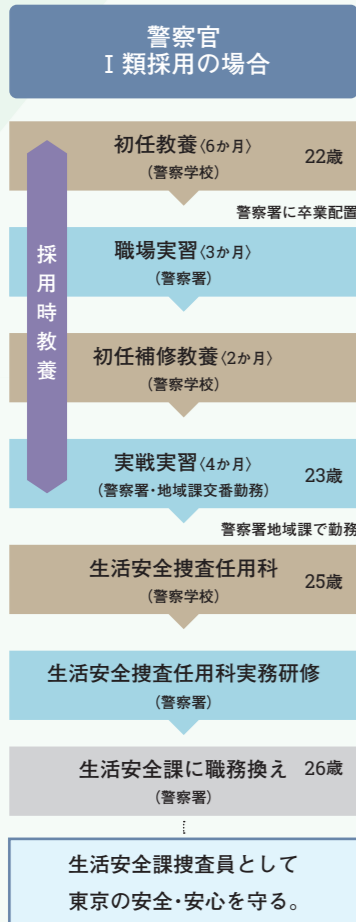 警察官
Ⅰ類採用の場合
採用時教養
初任教養〈6か月〉
22歳
（警察学校）
警察署に卒業配置
職場実習〈3か月〉
（警察署）
初任補修教養〈2か月〉
（警察学校）
実戦実習〈4か月〉
23歳
（警察署・地域課交番勤務）
警察署地域課で勤務
生活安全捜査任用科
25歳
（警察学校）
生活安全捜査任用科実務研修
（警察署）
生活安全課に職務換え
26歳
（警察署）
生活安全課捜査員として
東京の安全・安心を守る。